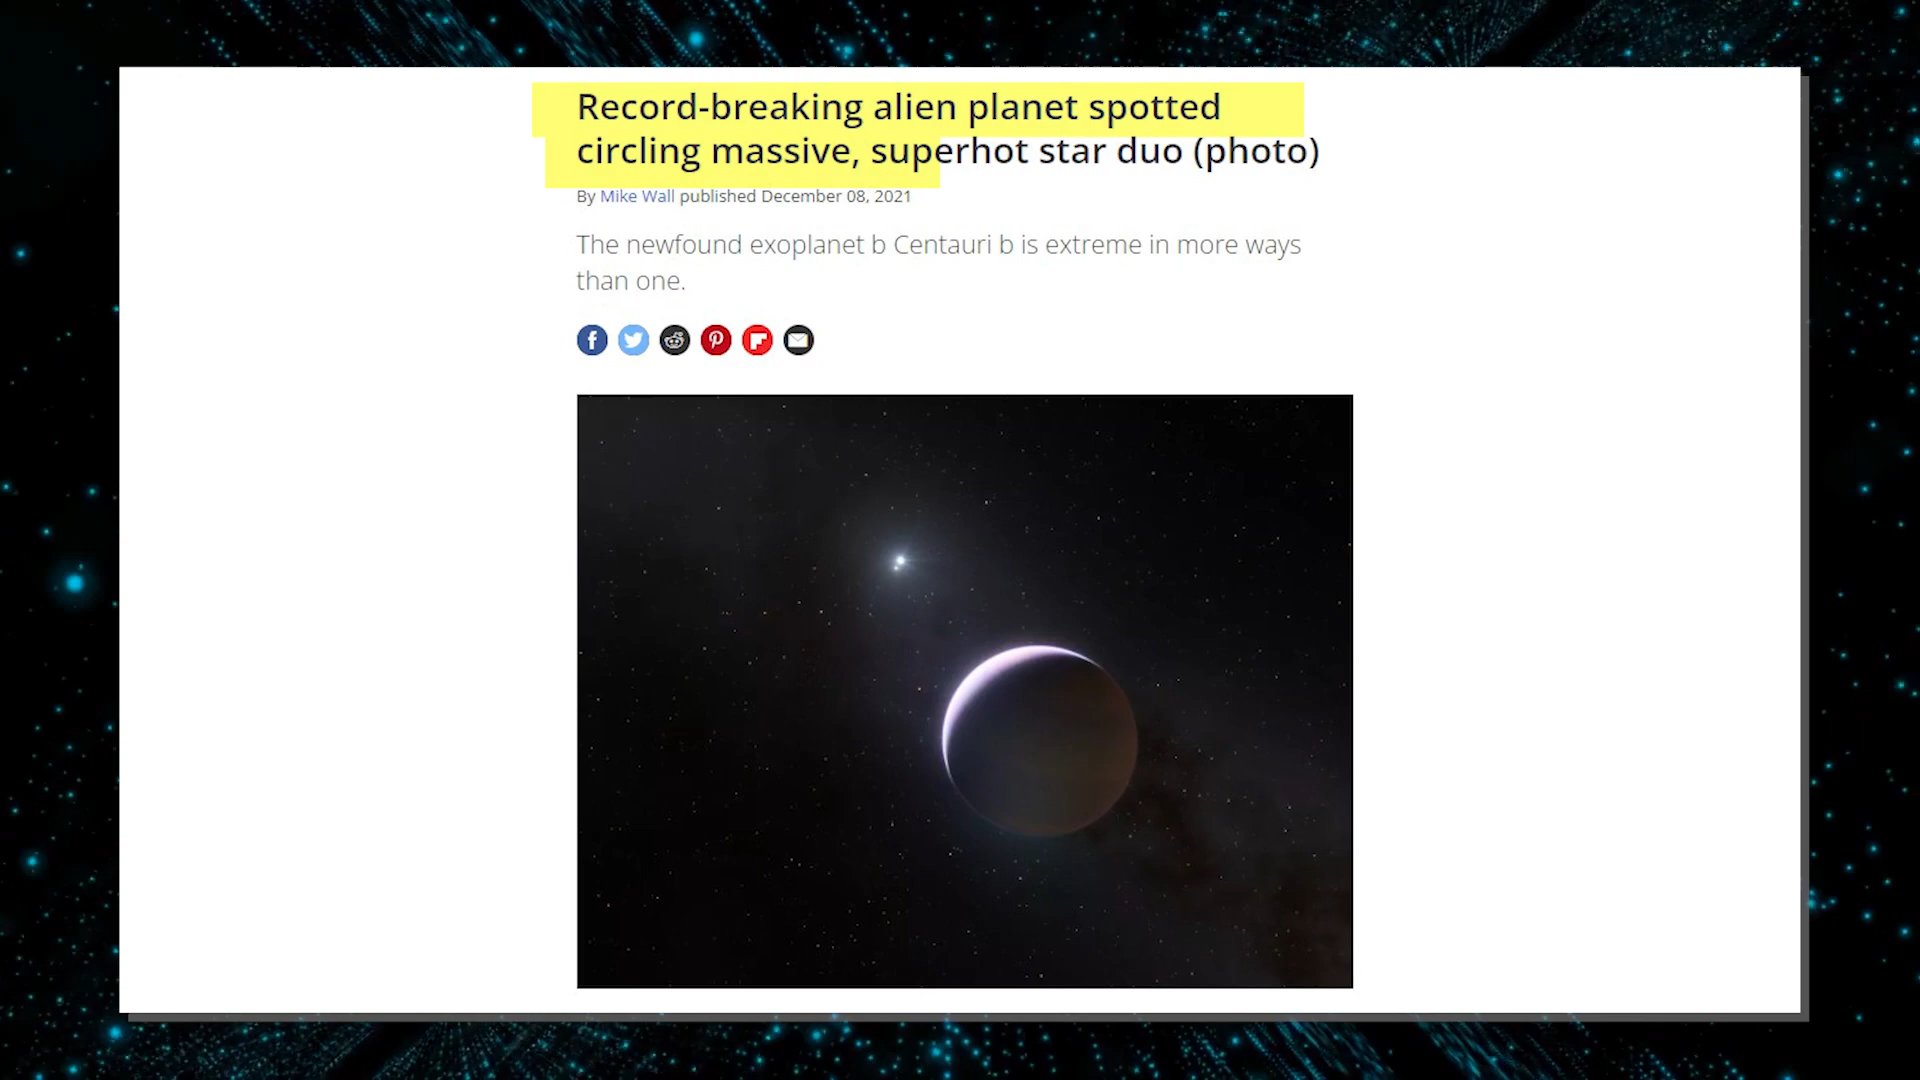 Record-breaking alien planet spotted
circling massive, superhot star duo (photo)
By Mike Wall published December 08, 2021
The newfound exoplanet b Centauri b is extreme in more ways
than one.